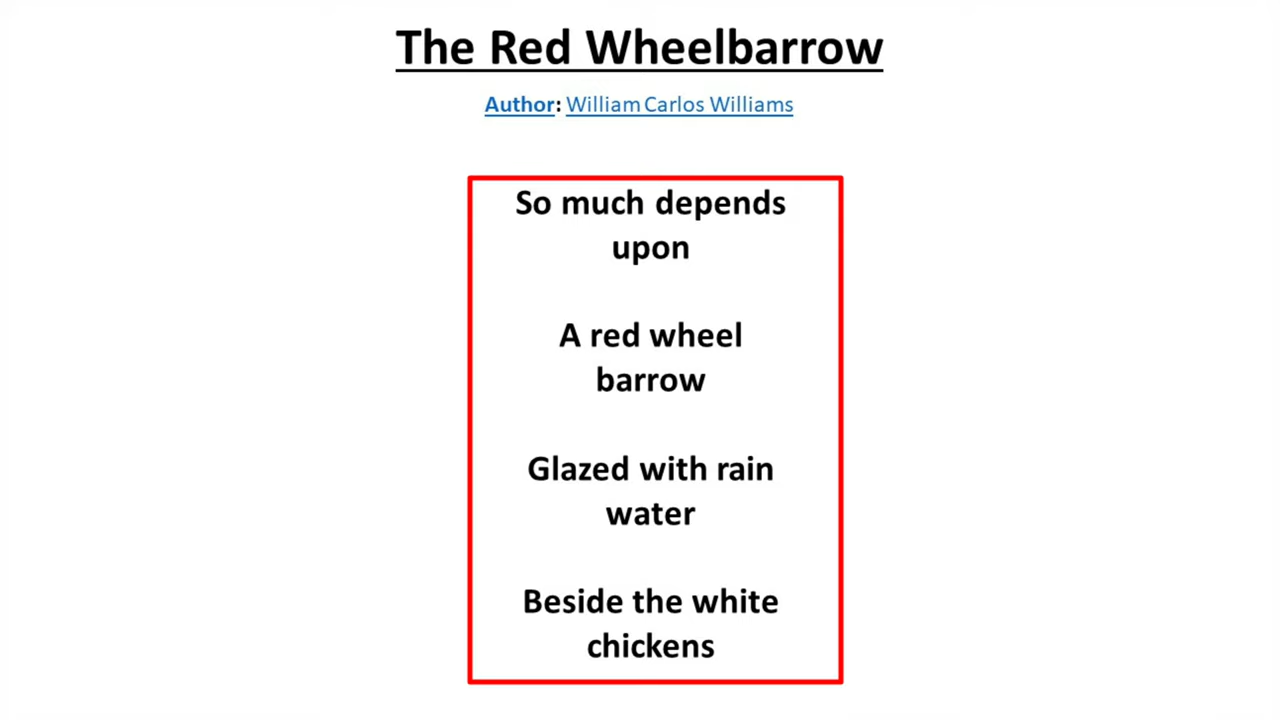 The Red Wheelbarrow
Author: William Carlos Williams
So much depends
upon
A red wheel
barrow
Glazed with rain
water
Beside the white
chickens